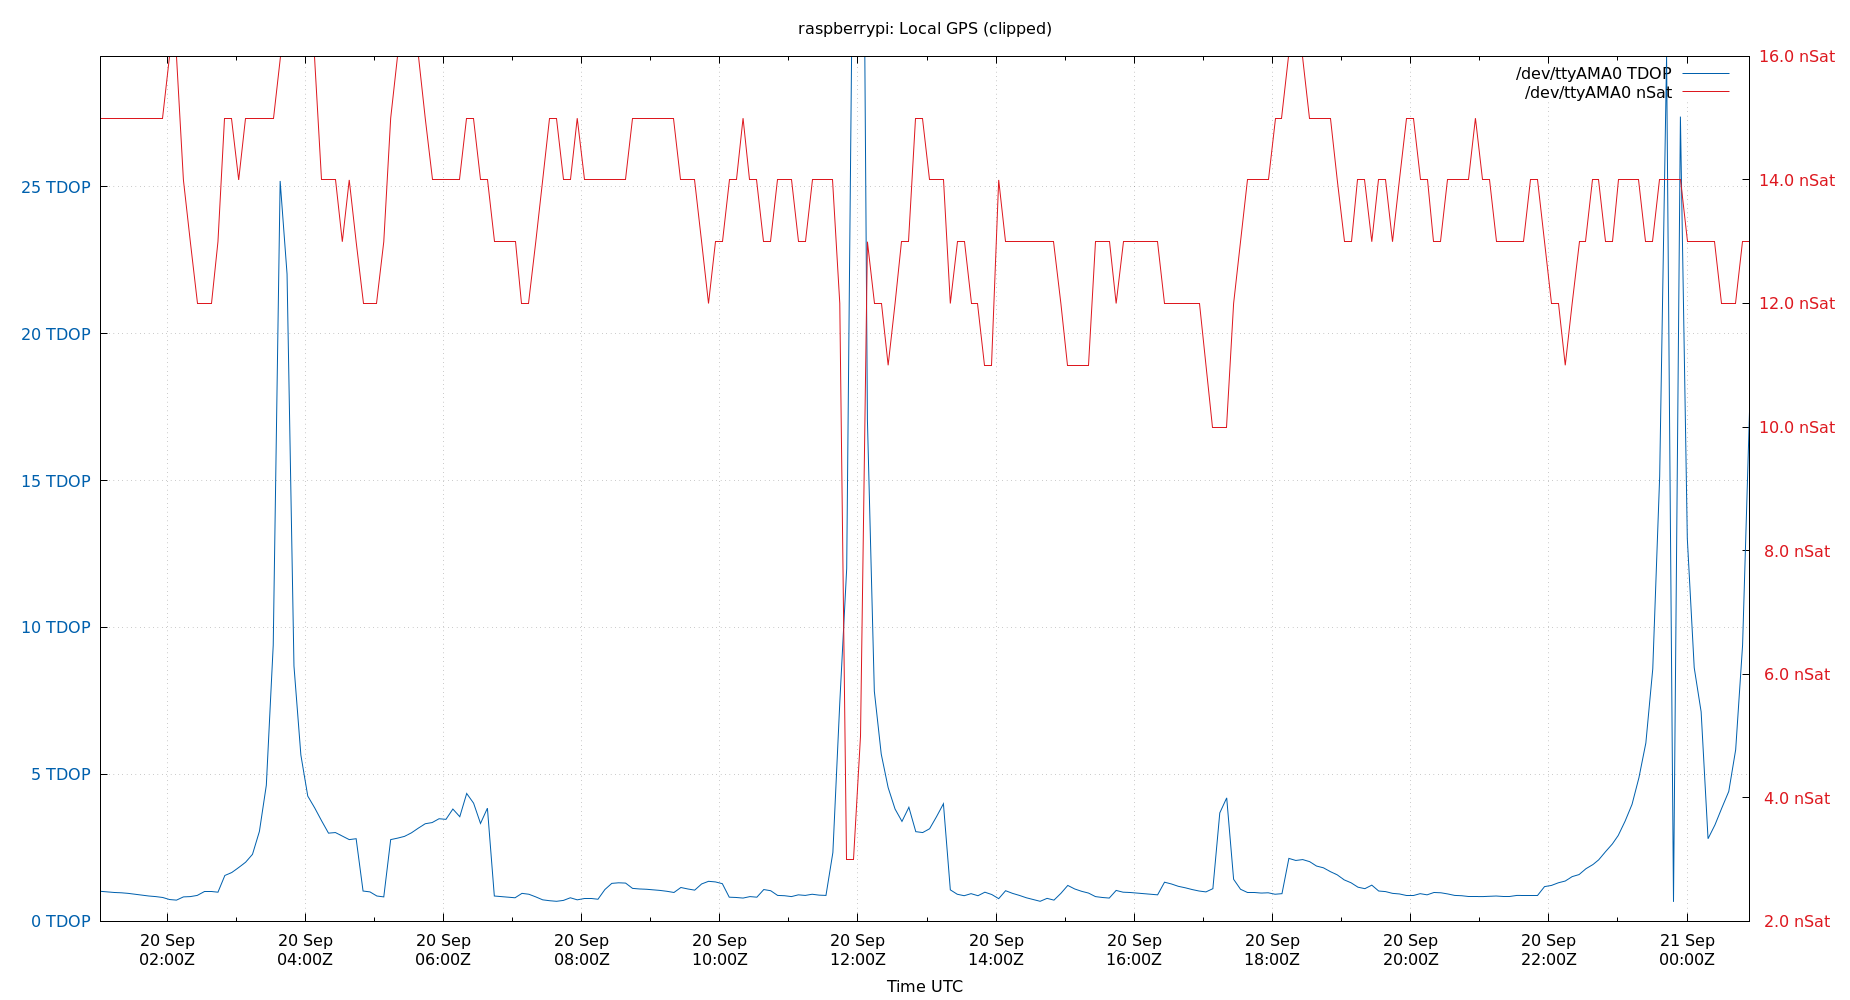 raspberrypi: Local GPS (clipped)
/dev/ttyAMA0 TDOP
/dev/ttyAMA0 nSat
25 TDOP
20 TDOP
15 TDOP
10 TDOP
5 TDOP
0 TDOP
16.0 nSat
14.0 nSat
12.0 nSat
10.0 nSat
8.0 nSat
6.0 nSat
4.0 nSat
2.0 nSat
20 Sep 20 Sep 20 Sep 20 Sep 20 Sep 20 Sep 20 Sep 20 Sep 20 Sep 20 Sep 20 Sep 21 Sep
02:00Z 04:00Z 06:00Z 08:00Z 10:00Z 12:00Z 14:00Z 16:00Z 18:00Z 20:00Z 22:00Z 00:00Z
Time UTC